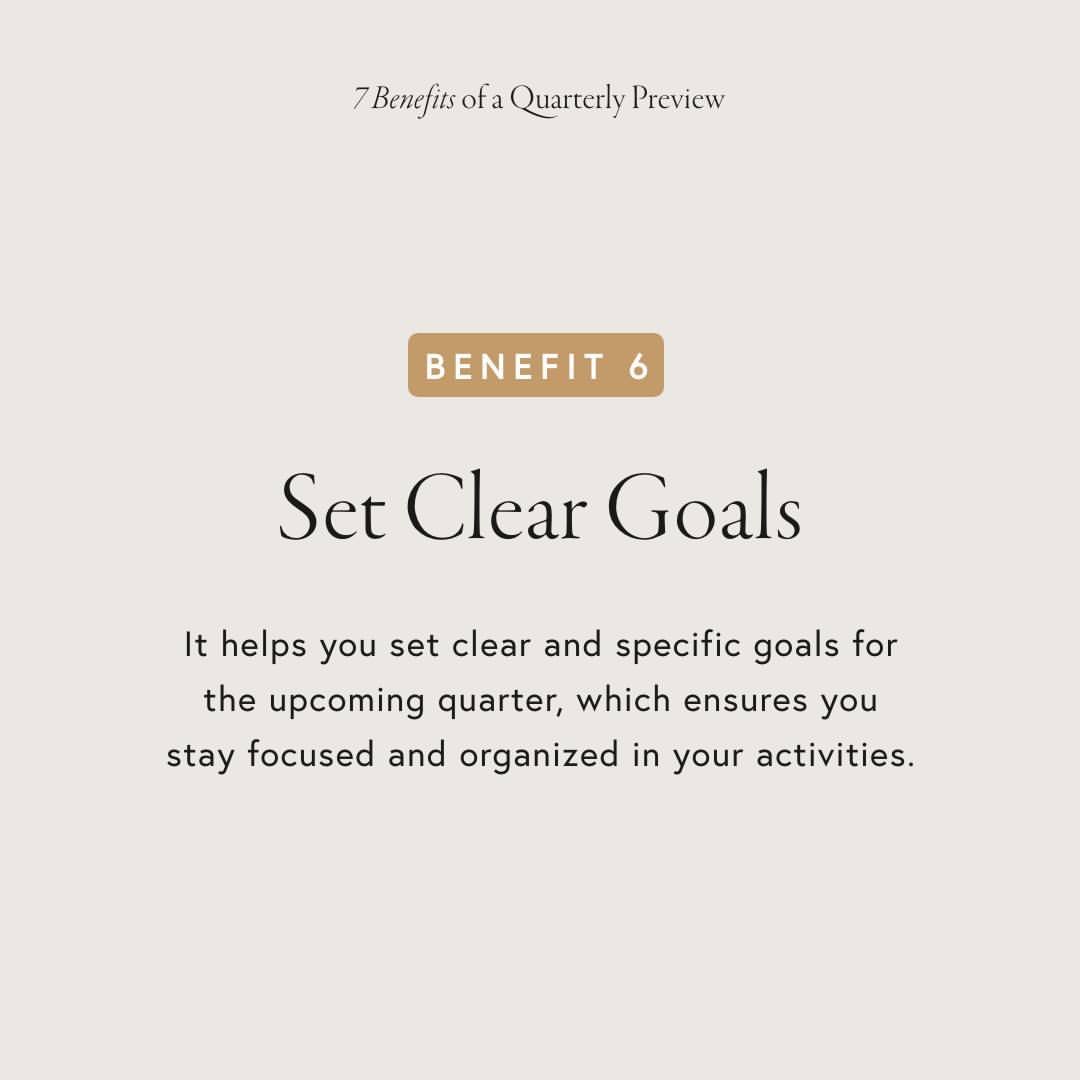 7 Benefits of a Quarterly Preview
BENEFIT 6
Set Clear Goals
It helps you set clear and specific goals for
the upcoming quarter, which ensures you
stay focused and organized in your activities.